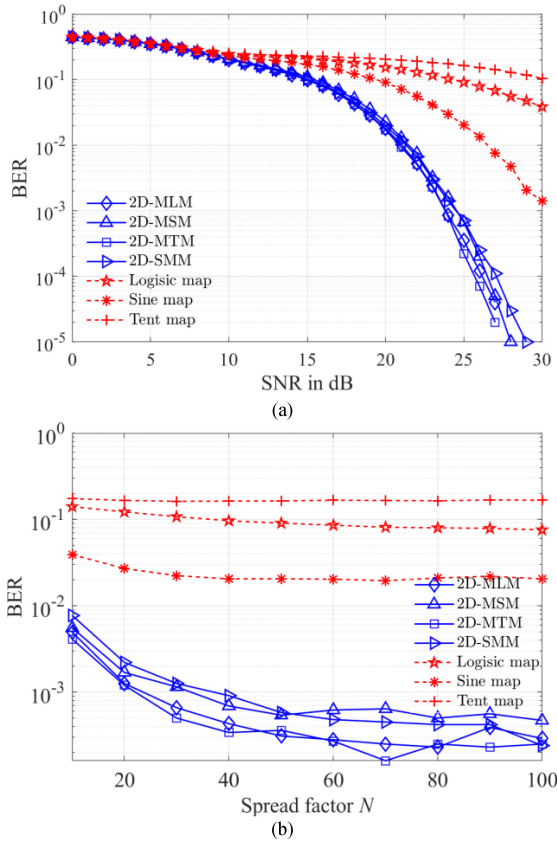 (a)
10^0
10^-1
10^-2
10^-3
10^-4
10^-5
BER
2D-MLM
2D-MSM
2D-MTM
2D-SMM
Logisic map
Sine map
Tent map
0 5 10 15 20 25 30
SNR in dB
(a)
10^0
10^-1
10^-2
10^-3
BER
2D-MLM
2D-MSM
2D-MTM
2D-SMM
Logisic map
Sine map
Tent map
20 40 60 80 100
Spread factor N
(b)